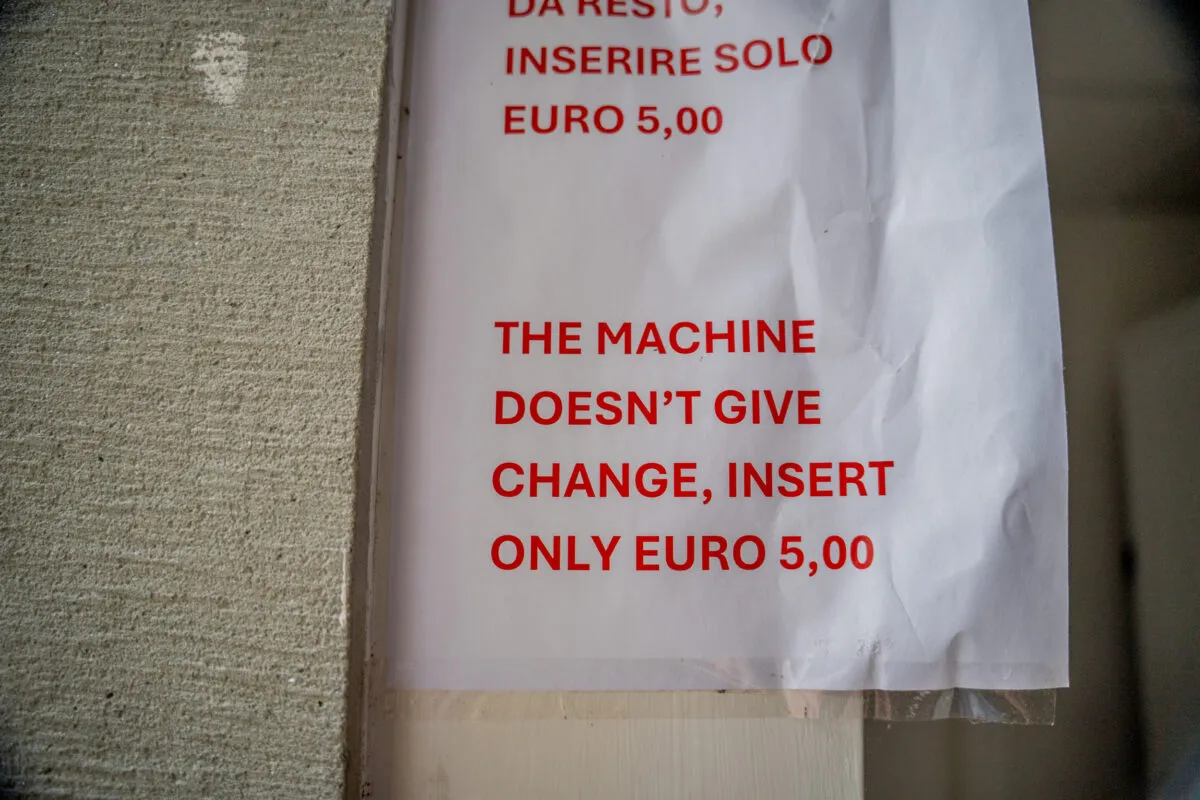 DA RESTO,
INSERIRE SOLO
EURO 5,00
THE MACHINE
DOESN’T GIVE
CHANGE, INSERT
ONLY EURO 5,00